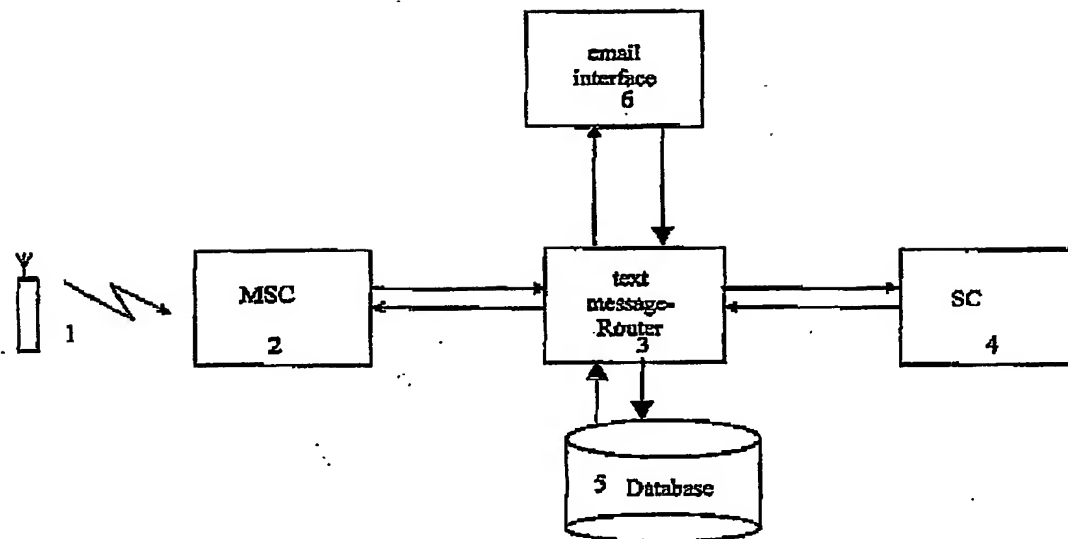 email
interface
6
1
MSC
2
text
message-
Router
3
SC
4
5 Database